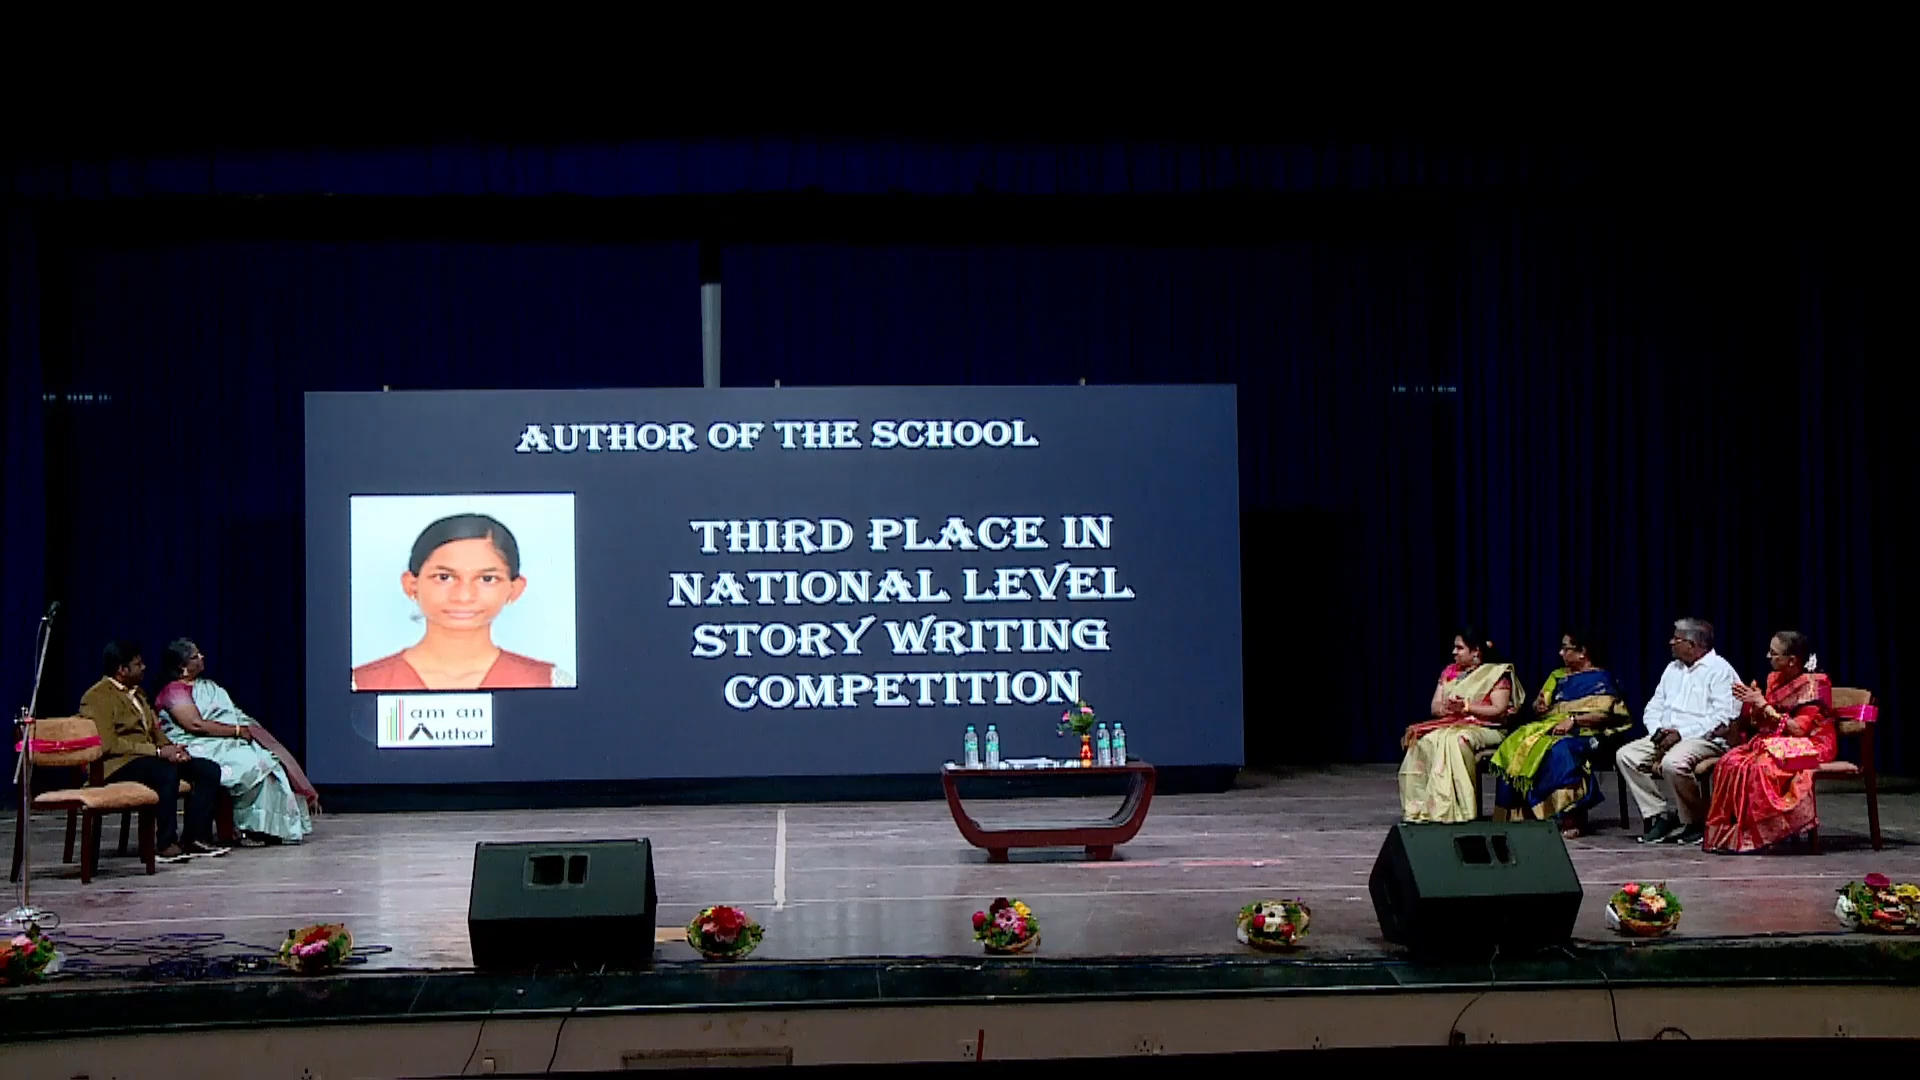 AUTHOR OF THE SCHOOL
THIRD PLACE IN
NATIONAL LEVEL
STORY WRITING
COMPETITION
I am an
Author